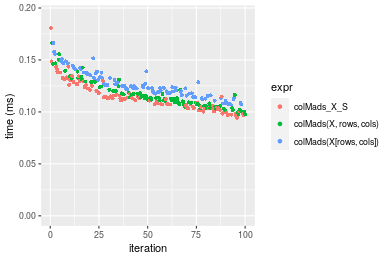 0.20
0.15
0.10
0.05
0.00
time (ms)
0
25
50
75
100
iteration
expr
colMads_X_S
colMads(X, rows, cols)
colMads(X[rows, cols])